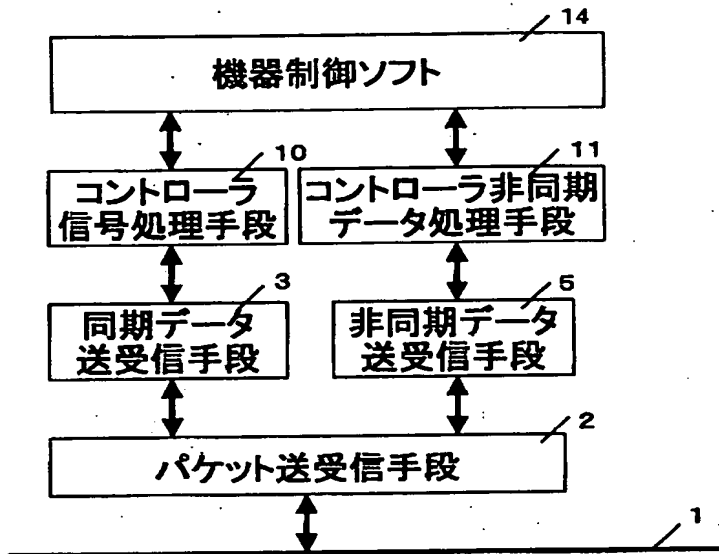 14
機器制御ソフト
10
11
コントローラ
信号処理手段
コントローラ非同期
データ処理手段
3
5
同期データ
送受信手段
非同期データ
送受信手段
2
パケット送受信手段
1